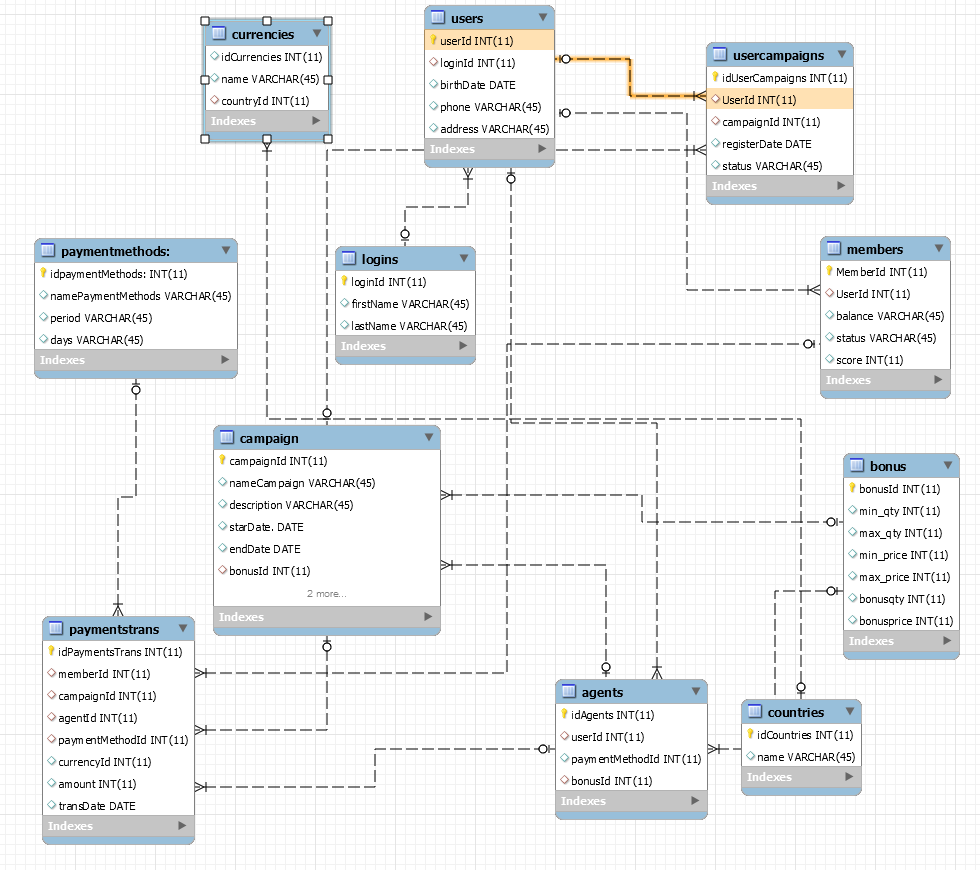 currencies
idCurrencies INT(11)
name VARCHAR(45)
countryId INT(11)
Indexes
users
userId INT(11)
loginId INT(11)
birthDate DATE
phone VARCHAR(45)
address VARCHAR(45)
Indexes
usercampaigns
idUserCampaigns INT(11)
UserId INT(11)
campaignId INT(11)
registerDate DATE
status VARCHAR(45)
Indexes
paymentmethods:
idpaymentMethods: INT(11)
namePaymentMethods VARCHAR(45)
period VARCHAR(45)
days VARCHAR(45)
Indexes
logins
loginId INT(11)
firstName VARCHAR(45)
lastName VARCHAR(45)
Indexes
members
MemberId INT(11)
UserId INT(11)
balance VARCHAR(45)
status VARCHAR(45)
score INT(11)
Indexes
campaign
campaignId INT(11)
nameCampaign VARCHAR(45)
description VARCHAR(45)
starDate. DATE
endDate DATE
bonusId INT(11)
2 more...
Indexes
bonus
bonusId INT(11)
min_qty INT(11)
max_qty INT(11)
min_price INT(11)
max_price INT(11)
bonusqty INT(11)
bonusprice INT(11)
Indexes
paymentstrans
idPaymentsTrans INT(11)
memberId INT(11)
campaignId INT(11)
agentId INT(11)
paymentMethodId INT(11)
currencyId INT(11)
amount INT(11)
transDate DATE
Indexes
agents
idAgents INT(11)
userId INT(11)
paymentMethodId INT(11)
bonusId INT(11)
Indexes
countries
idCountries INT(11)
name VARCHAR(45)
Indexes